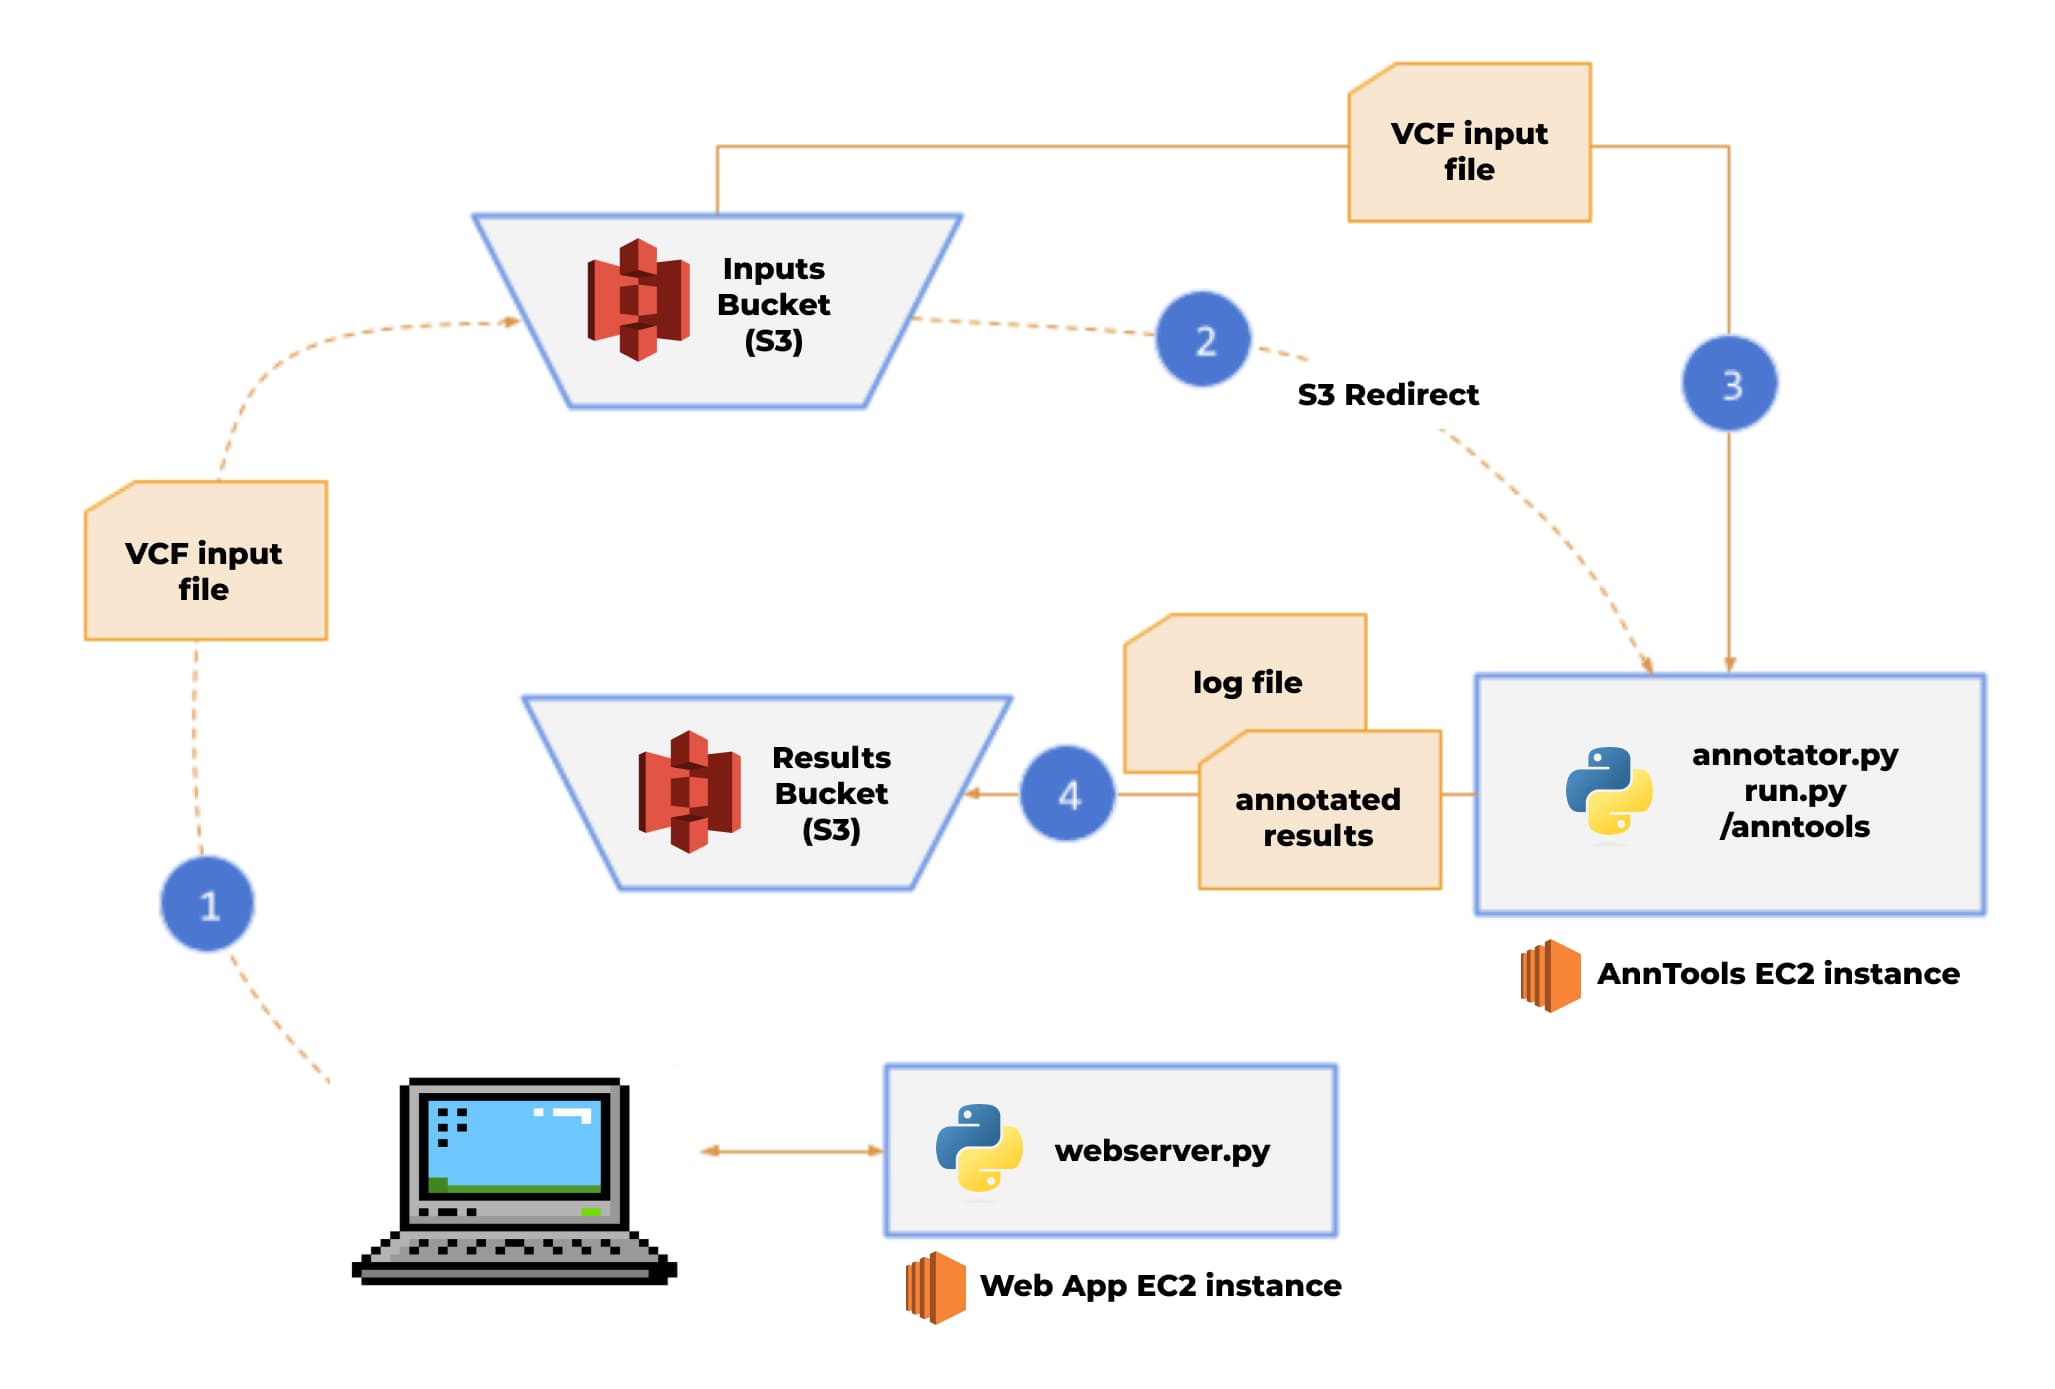 VCF input
file
Inputs
Bucket
(S3)
2
S3 Redirect
3
VCF input
file
log file
annotated
results
4
Results
Bucket
(S3)
annotator.py
run.py
/anntools
AnnTools EC2 instance
1
webserver.py
Web App EC2 instance